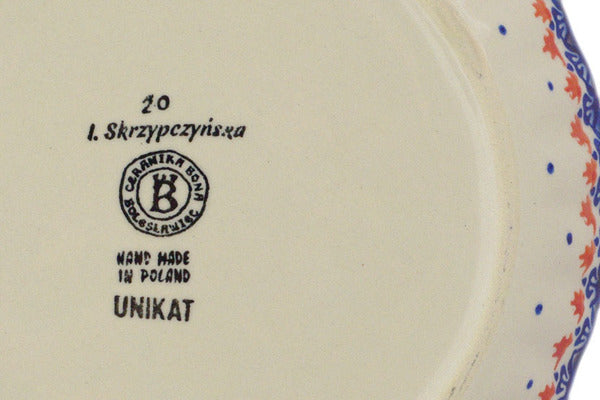 20
I. Skrzypczyńska
CERAMIKA BONA
BOLESŁAWIEC
B
HAND MADE
IN POLAND
UNIKAT